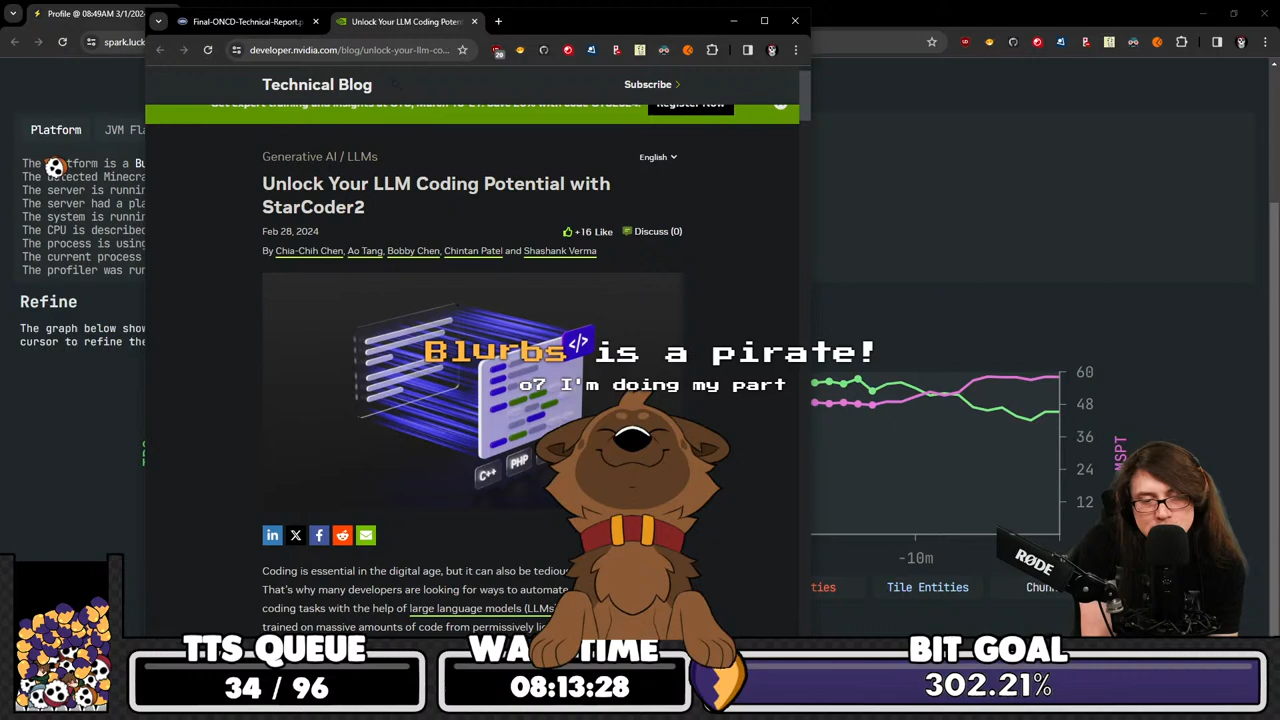 Profile @ 08:49AM 3/1/2024
Final-ONCD-Technical-Report.p
Unlock Your LLM Coding Poten
spark.luck
developer.nvidia.com/blog/unlock-your-llm-co...
20
Technical Blog
Subscribe
Register Now
Platform
JVM Fl
Generative AI / LLMs
English
Unlock Your LLM Coding Potential with
StarCoder2
Feb 28, 2024
+16 Like
Discuss (0)
By Chia-Chih Chen, Ao Tang, Bobby Chen, Chintan Patel and Shashank Verma
The platform is a Bu
The detected Minecra
The server is runnin
The server had a pla
The system is runnin
The CPU is described
The process is using
The current process
The profiler was run
Refine
The graph below show
cursor to refine the
</>
Blurbs is a pirate!
o7 I'm doing my part
C++
PHP
60
48
36
24
12
MSPT
-10m
ities
Tile Entities
Chun
RØDE
Coding is essential in the digital age, but it can also be tediou
That's why many developers are looking for ways to automate
coding tasks with the help of large language models (LLMs
trained on massive amounts of code from permissively li
TTS QUEUE
34 / 96
WA TIME
08:13:28
BIT GOAL
302.21%